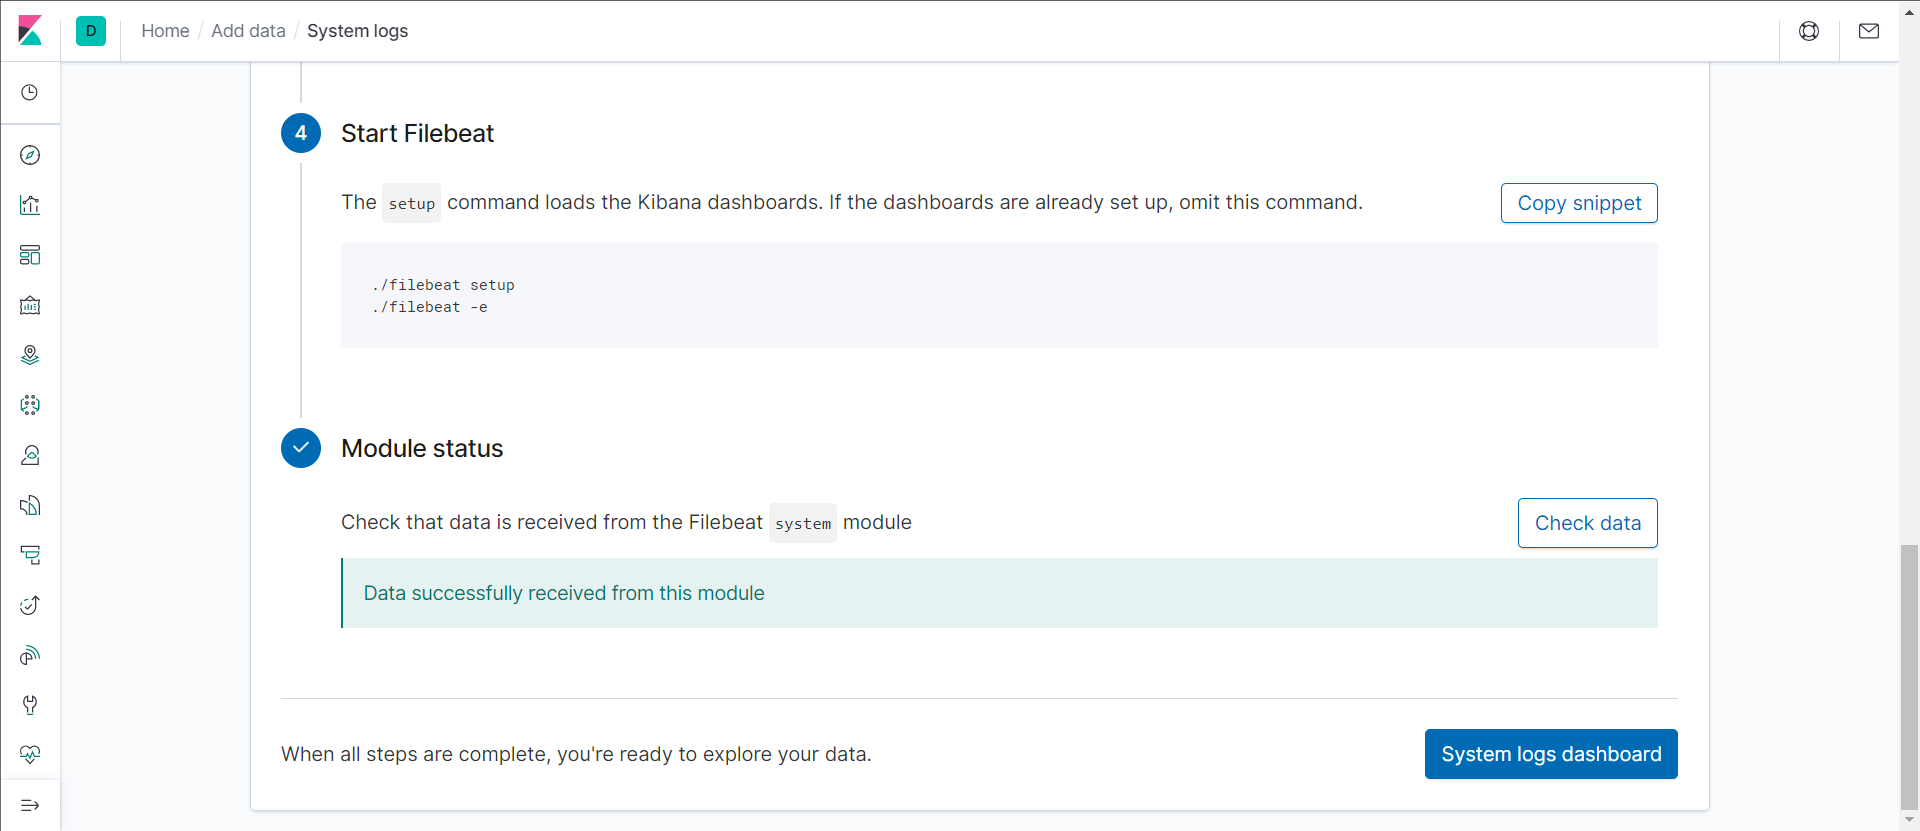 D
Home / Add data / System logs
4
Start Filebeat
The setup command loads the Kibana dashboards. If the dashboards are already set up, omit this command.
Copy snippet
./filebeat setup
./filebeat -e
Module status
Check that data is received from the Filebeat system module
Check data
Data successfully received from this module
When all steps are complete, you're ready to explore your data.
System logs dashboard